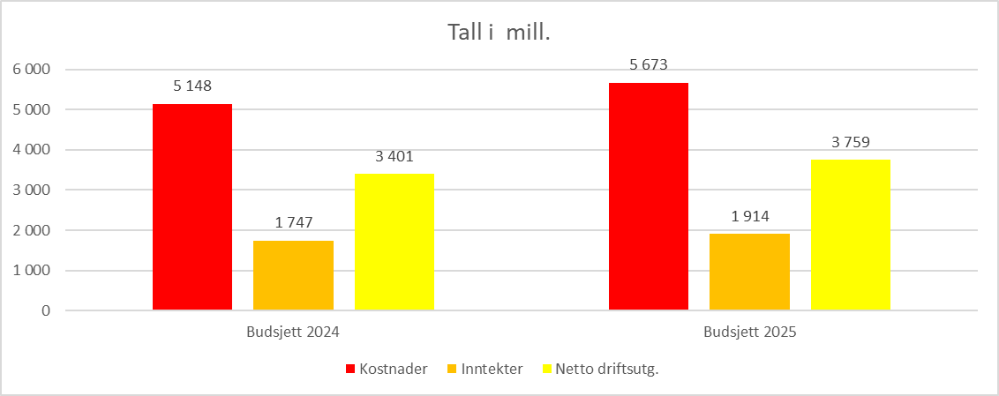 Tall i  mill.
6 000
5 000
4 000
3 000
2 000
1 000
0
5 148
1 747
3 401
5 673
1 914
3 759
Budsjett 2024
Budsjett 2025
Kostnader
Inntekter
Netto driftsutg.